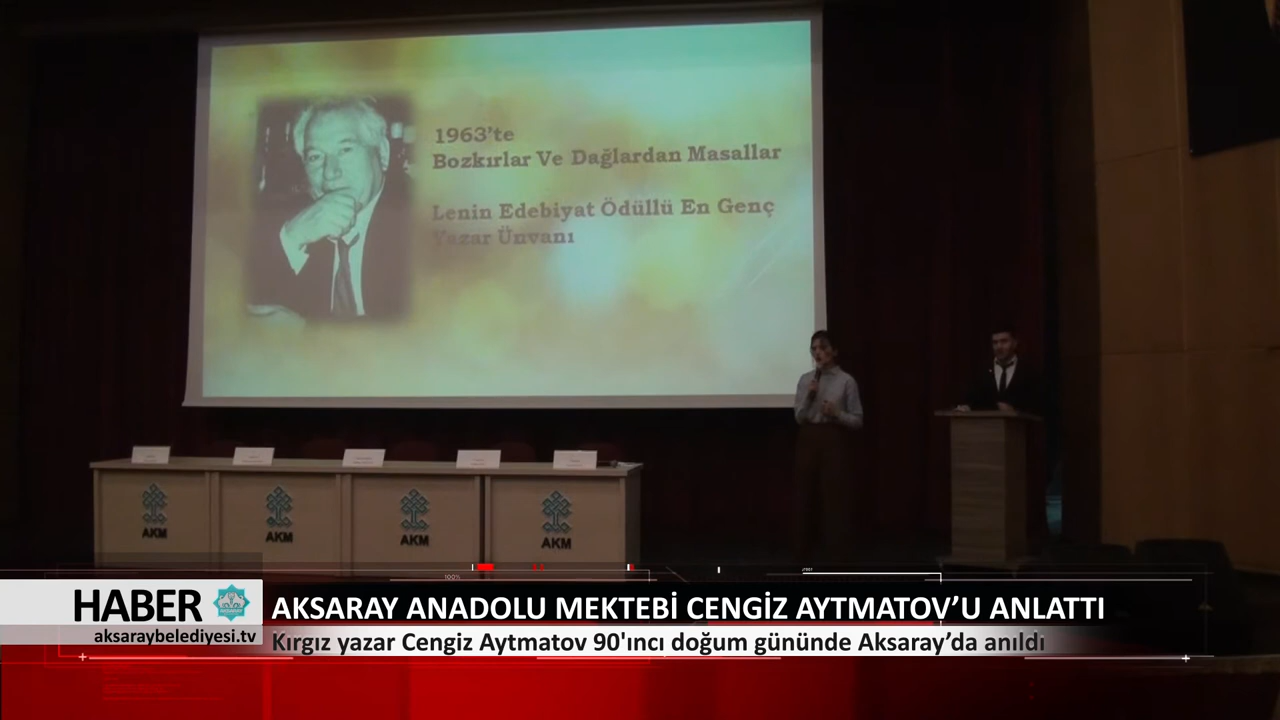 1963'te
Bozkırlar Ve Dağlardan Masallar
Lenin Edebiyat Ödüllü En Genç
Yazar Ünvanı
AKM
AKM
AKM
AKM
100%
HABER
aksaraybelediyesi.tv
AKSARAY ANADOLU MEKTEBİ CENGİZ AYTMATOV’U ANLATTI
Kırgız yazar Cengiz Aytmatov 90'ıncı doğum gününde Aksaray’da anıldı